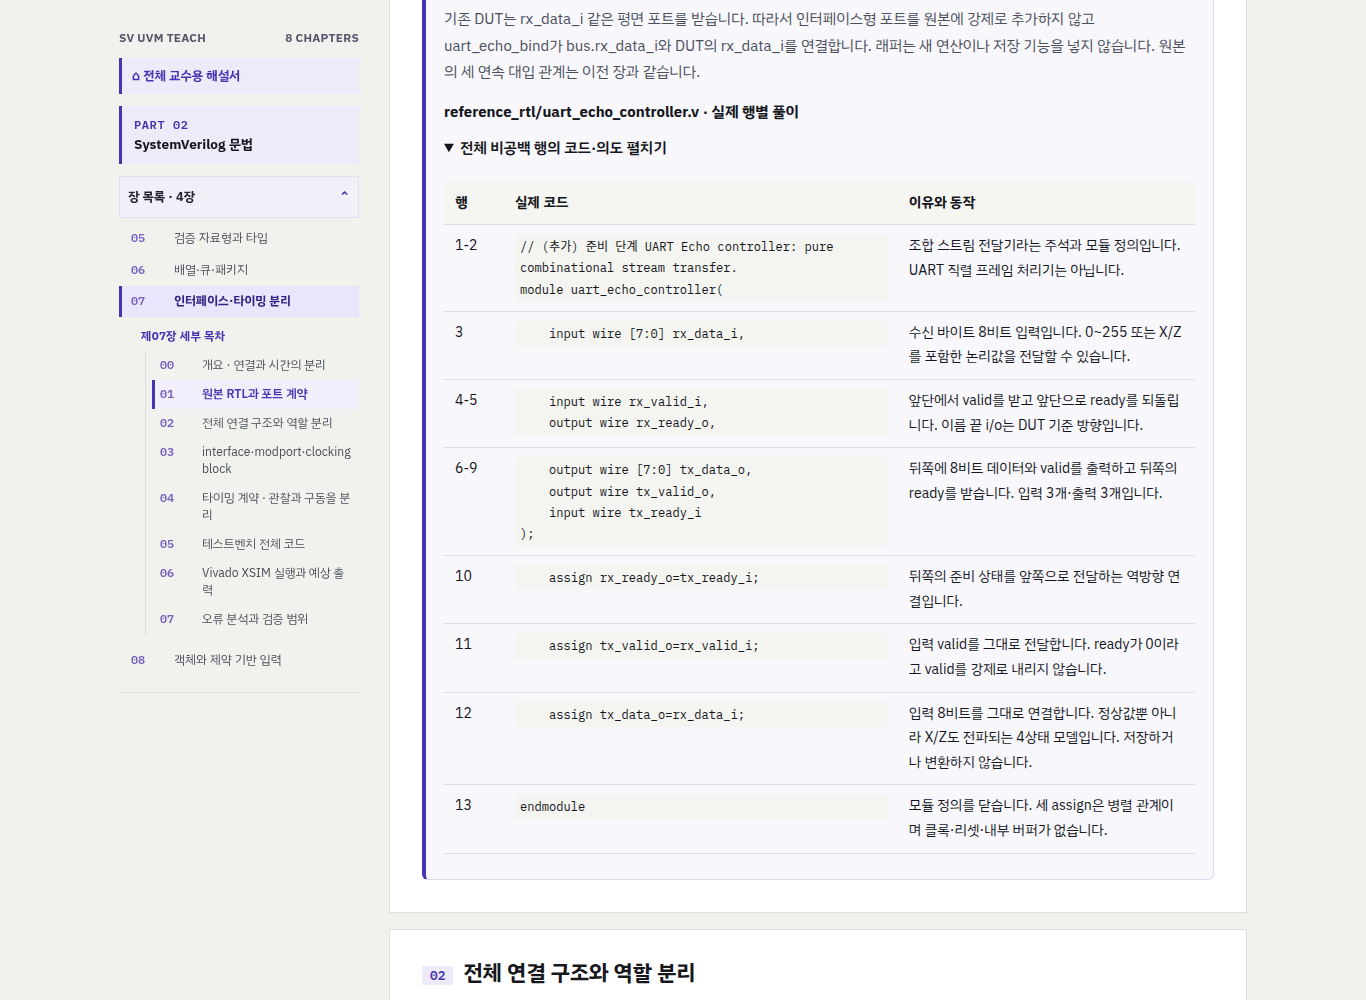 SV UVM TEACH
8 CHAPTERS
⌂ 전체 교수용 해설서
PART 02
SystemVerilog 문법
장 목록 · 4장
05 검증 자료형과 타입
06 배열·큐·패키지
07 인터페이스·타이밍 분리
제07장 세부 목차
00 개요 · 연결과 시간의 분리
01 원본 RTL과 포트 계약
02 전체 연결 구조와 역할 분리
03 interface·modport·clocking
block
04 타이밍 계약 · 관찰과 구동을 분
리
05 테스트벤치 전체 코드
06 Vivado XSIM 실행과 예상 출
력
07 오류 분석과 검증 범위
08 객체와 제약 기반 입력
기존 DUT는 rx_data_i 같은 평면 포트를 받습니다. 따라서 인터페이스형 포트를 원본에 강제로 추가하지 않고
uart_echo_bind가 bus.rx_data_i와 DUT의 rx_data_i를 연결합니다. 래퍼는 새 연산이나 저장 기능을 넣지 않습니다. 원본
의 세 연속 대입 관계는 이전 장과 같습니다.
reference_rtl/uart_echo_controller.v · 실제 행별 풀이
▼ 전체 비공백 행의 코드·의도 펼치기
행 실제 코드 이유와 동작
1-2
// (추가) 준비 단계 UART Echo controller: pure
combinational stream transfer.
module uart_echo_controller(
조합 스트림 전달기라는 주석과 모듈 정의입니다.
UART 직렬 프레임 처리기는 아닙니다.
3
input wire [7:0] rx_data_i,
수신 바이트 8비트 입력입니다. 0~255 또는 X/Z
를 포함한 논리값을 전달할 수 있습니다.
4-5
input wire rx_valid_i,
output wire rx_ready_o,
앞단에서 valid를 받고 앞단으로 ready를 되돌립
니다. 이름 끝 i/o는 DUT 기준 방향입니다.
6-9
output wire [7:0] tx_data_o,
output wire tx_valid_o,
input wire tx_ready_i
);
뒤쪽에 8비트 데이터와 valid를 출력하고 뒤쪽의
ready를 받습니다. 입력 3개·출력 3개입니다.
10
assign rx_ready_o=tx_ready_i;
뒤쪽의 준비 상태를 앞쪽으로 전달하는 역방향 연
결입니다.
11
assign tx_valid_o=rx_valid_i;
입력 valid를 그대로 전달합니다. ready가 0이라
고 valid를 강제로 내리지 않습니다.
12
assign tx_data_o=rx_data_i;
입력 8비트를 그대로 연결합니다. 정상값뿐 아니
라 X/Z도 전파되는 4상태 모델입니다. 저장하거
나 변환하지 않습니다.
13
endmodule
모듈 정의를 닫습니다. 세 assign은 병렬 관계이
며 클록·리셋·내부 버퍼가 없습니다.
02 전체 연결 구조와 역할 분리